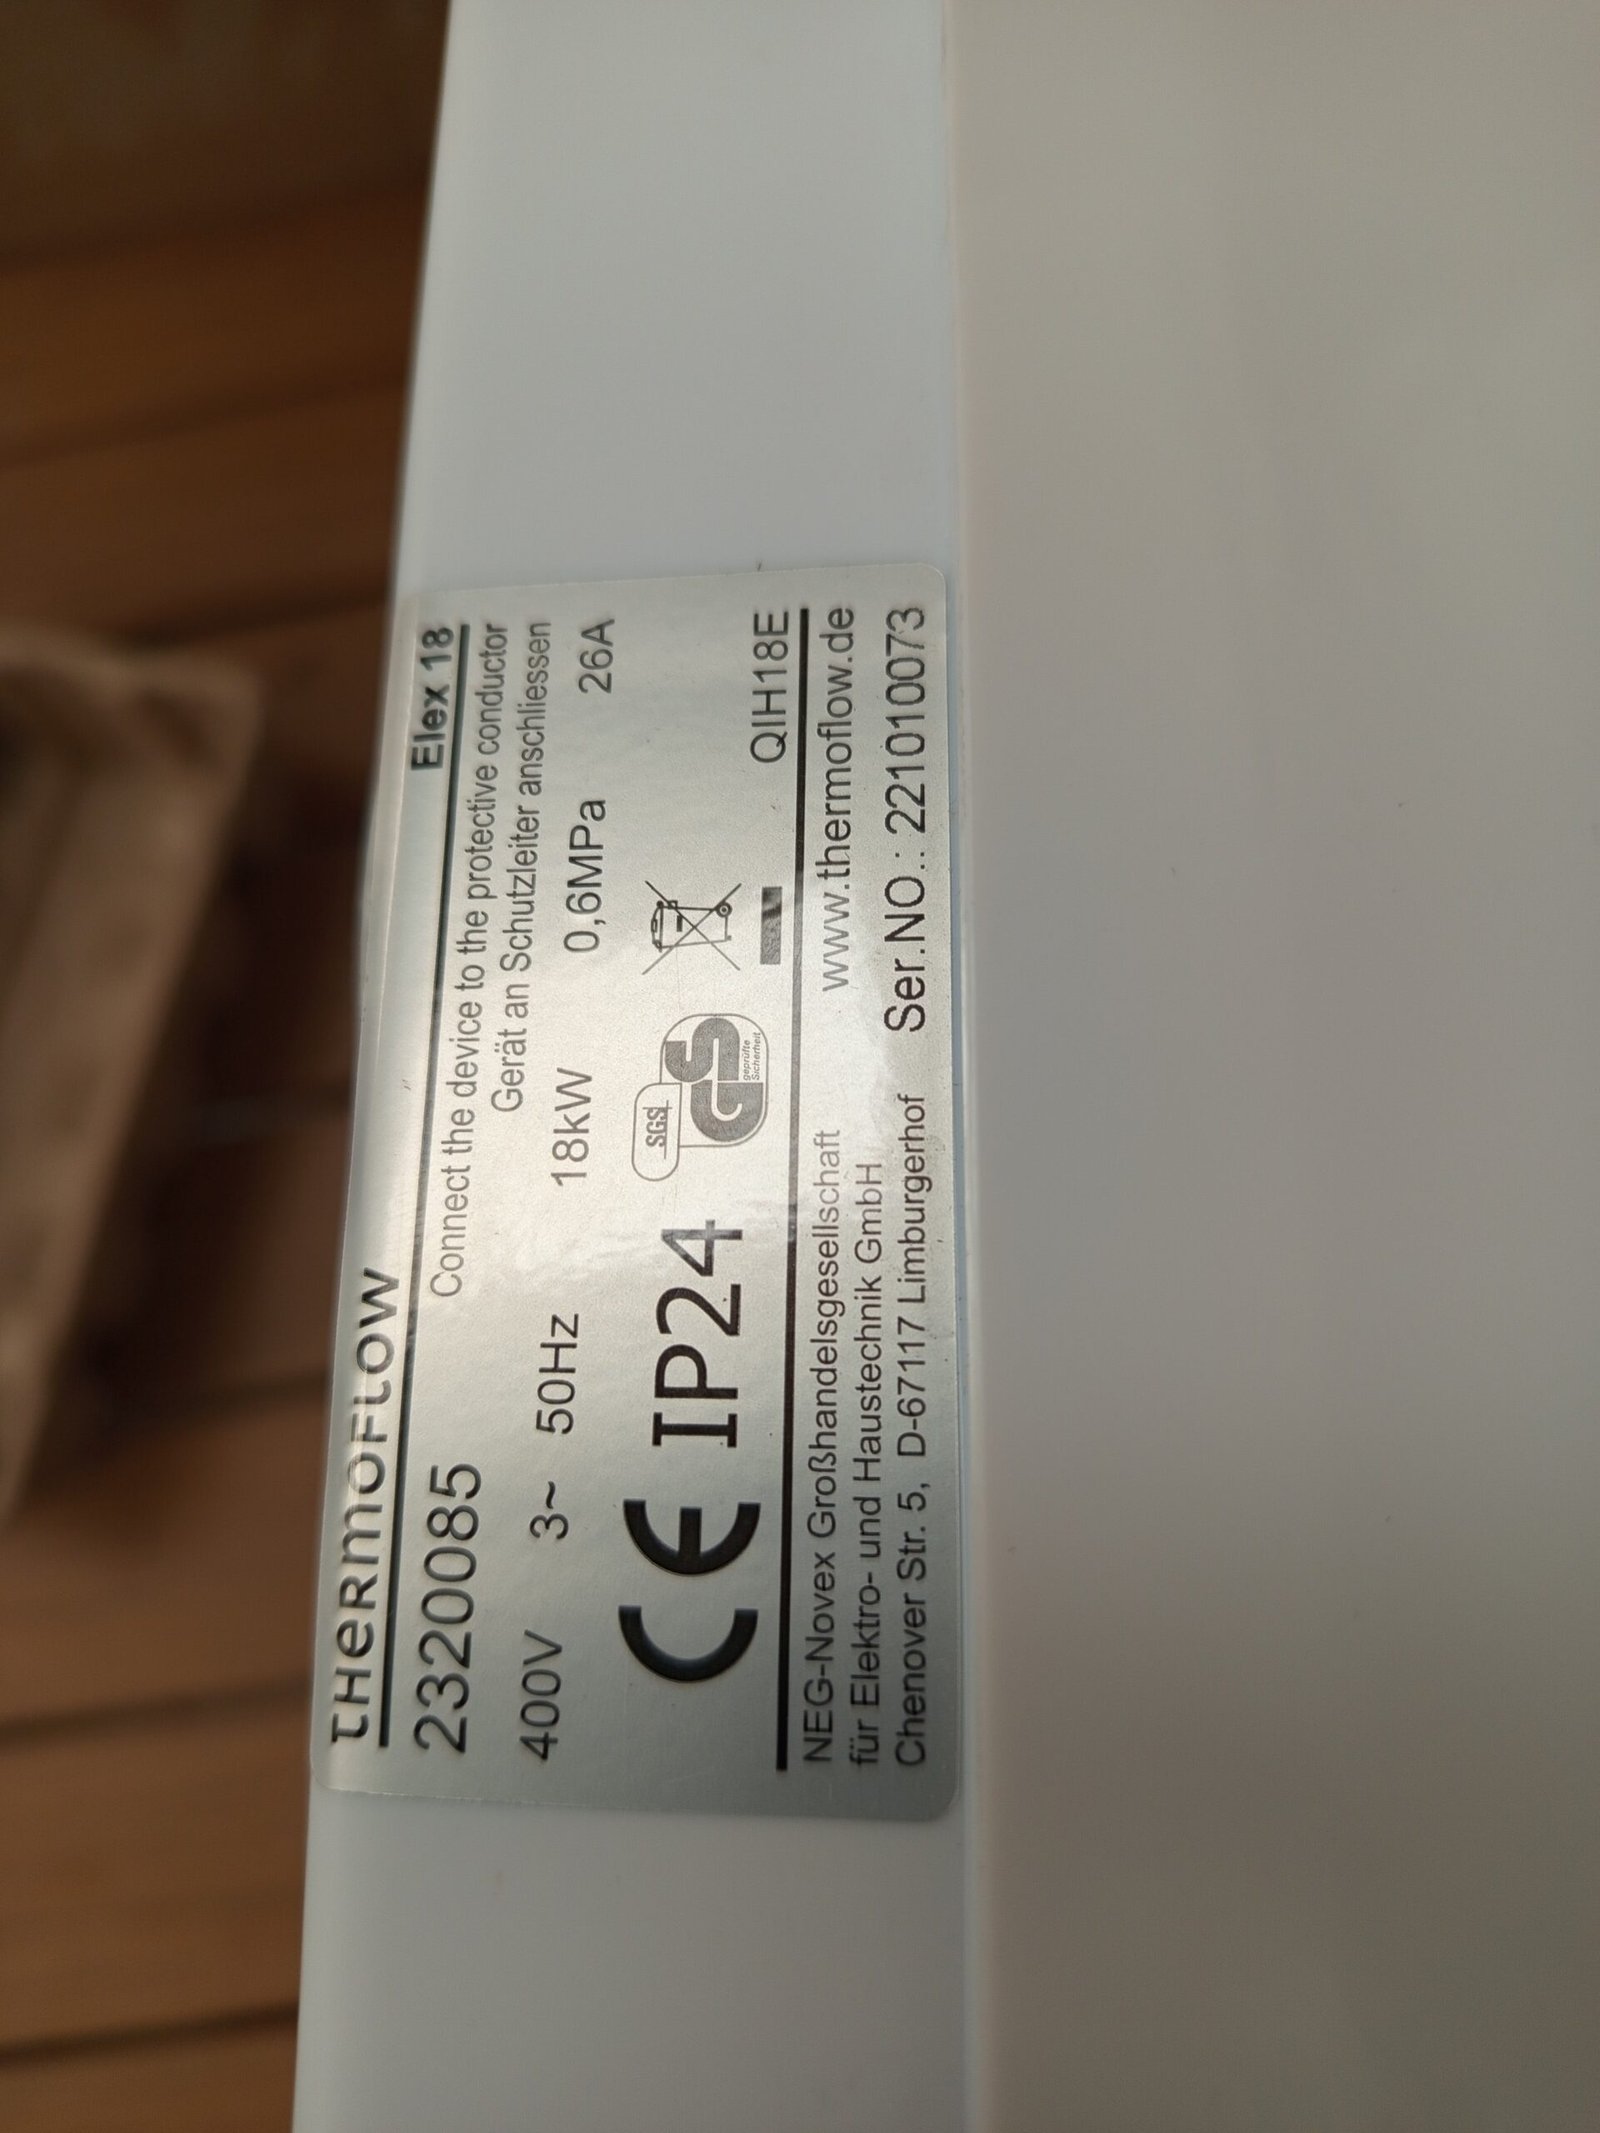 THERMOFLOW Elex 18
2320085 Connect the device to the protective conductor
Gerät an Schutzleiter anschliessen
400V 3~ 50Hz 18kW 0,6MPa 26A
CE IP24 SGS GS geprüfte Sicherheit QIH18E
NEG-Novex Großhandelsgesellschaft www.thermoflow.de
für Elektro- und Haustechnik GmbH
Chenover Str. 5, D-67117 Limburgerhof Ser.NO.: 221010073